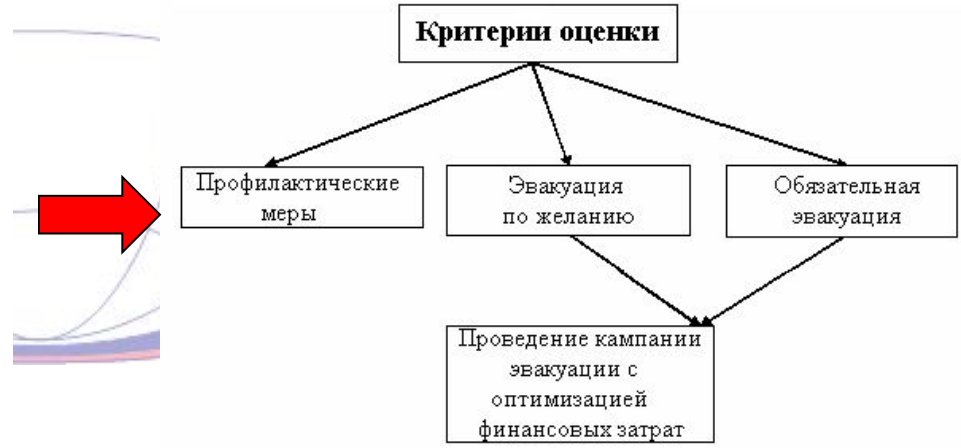 Критерии оценки
Профилактические
меры
Эвакуация
по желанию
Обязательная
эвакуация
Проведение кампании
эвакуации с
оптимизацией
финансовых затрат